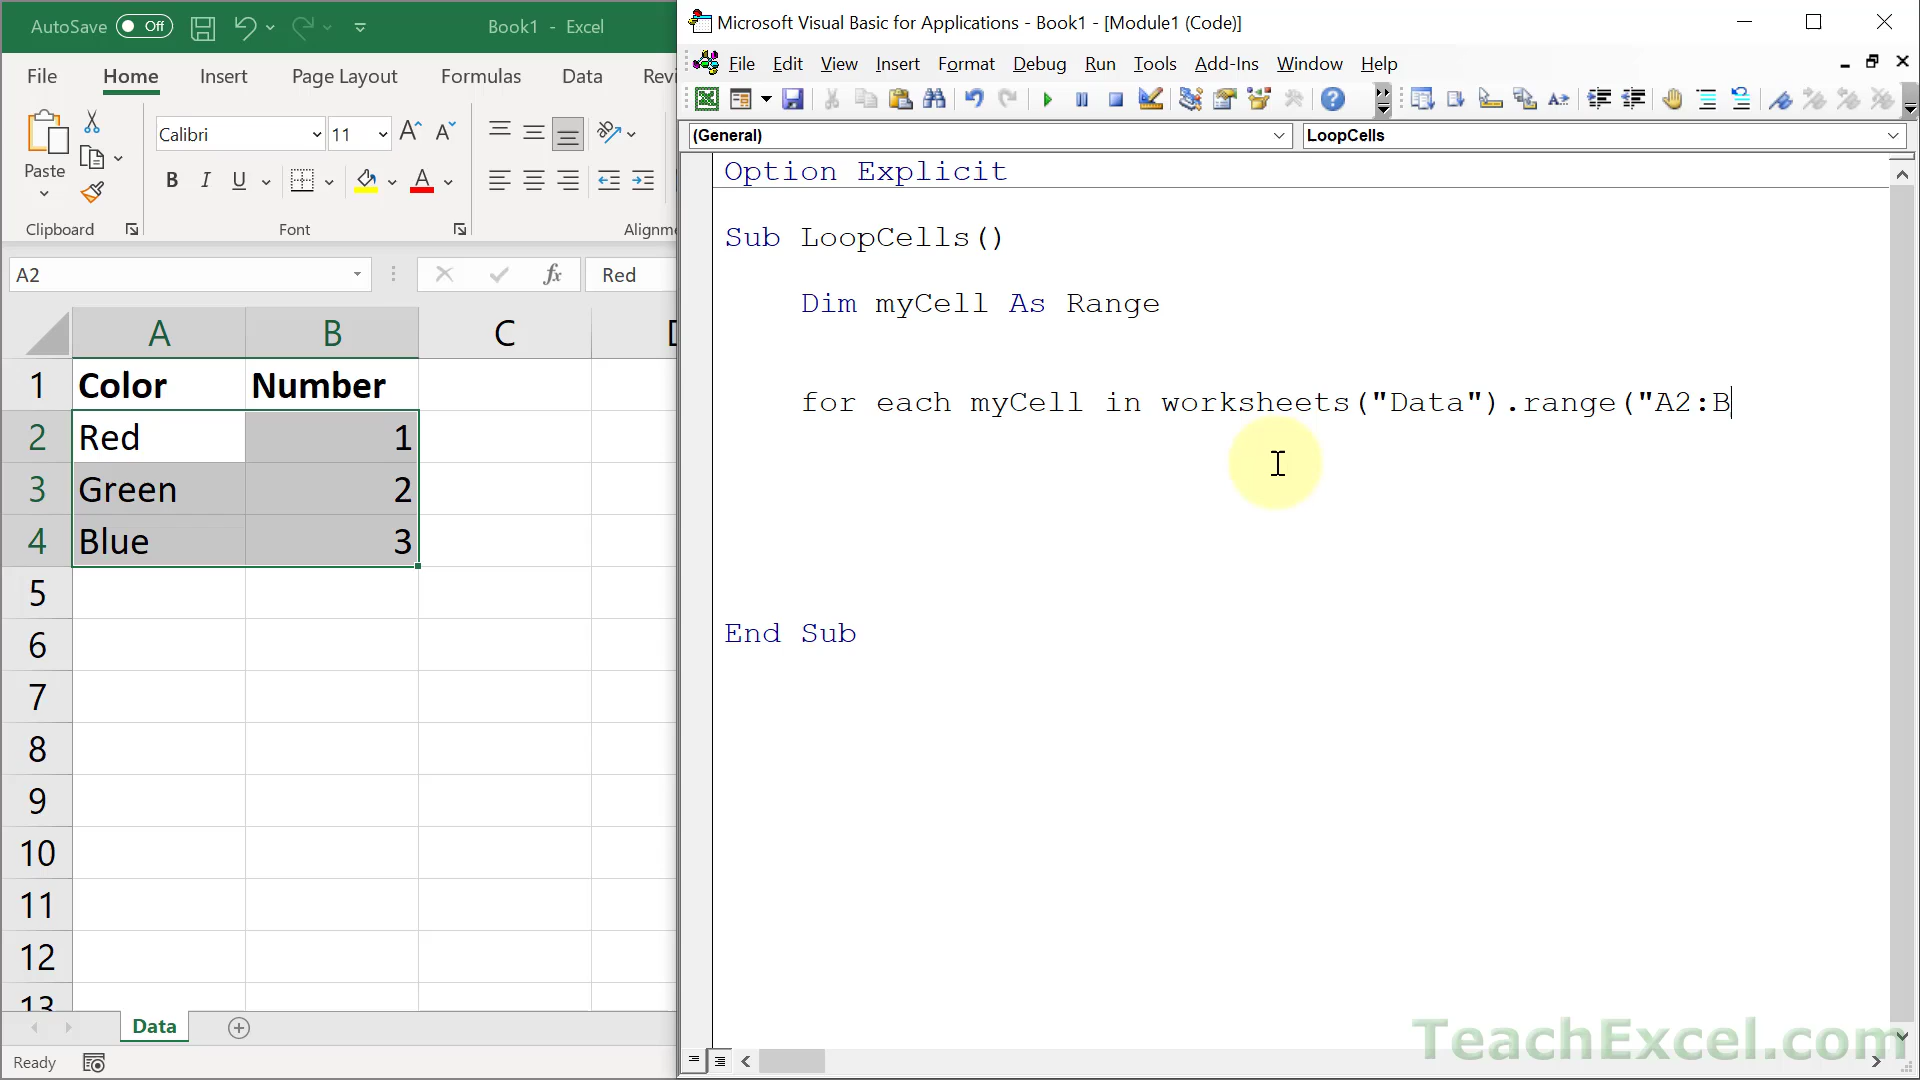 AutoSave Off Book1 - Excel
File Home Insert Page Layout Formulas Data Revi
Paste
Calibri 11 A A
B I U A
Clipboard Font Alignme
A2 fx Red
A B C D
1 Color Number
2 Red 1
3 Green 2
4 Blue 3
5
6
7
8
9
10
11
12
13
Data
Ready
Microsoft Visual Basic for Applications - Book1 - [Module1 (Code)]
File Edit View Insert Format Debug Run Tools Add-Ins Window Help
(General) LoopCells
Option Explicit
Sub LoopCells()
Dim myCell As Range
for each myCell in worksheets("Data").range("A2:B
End Sub
TeachExcel.com